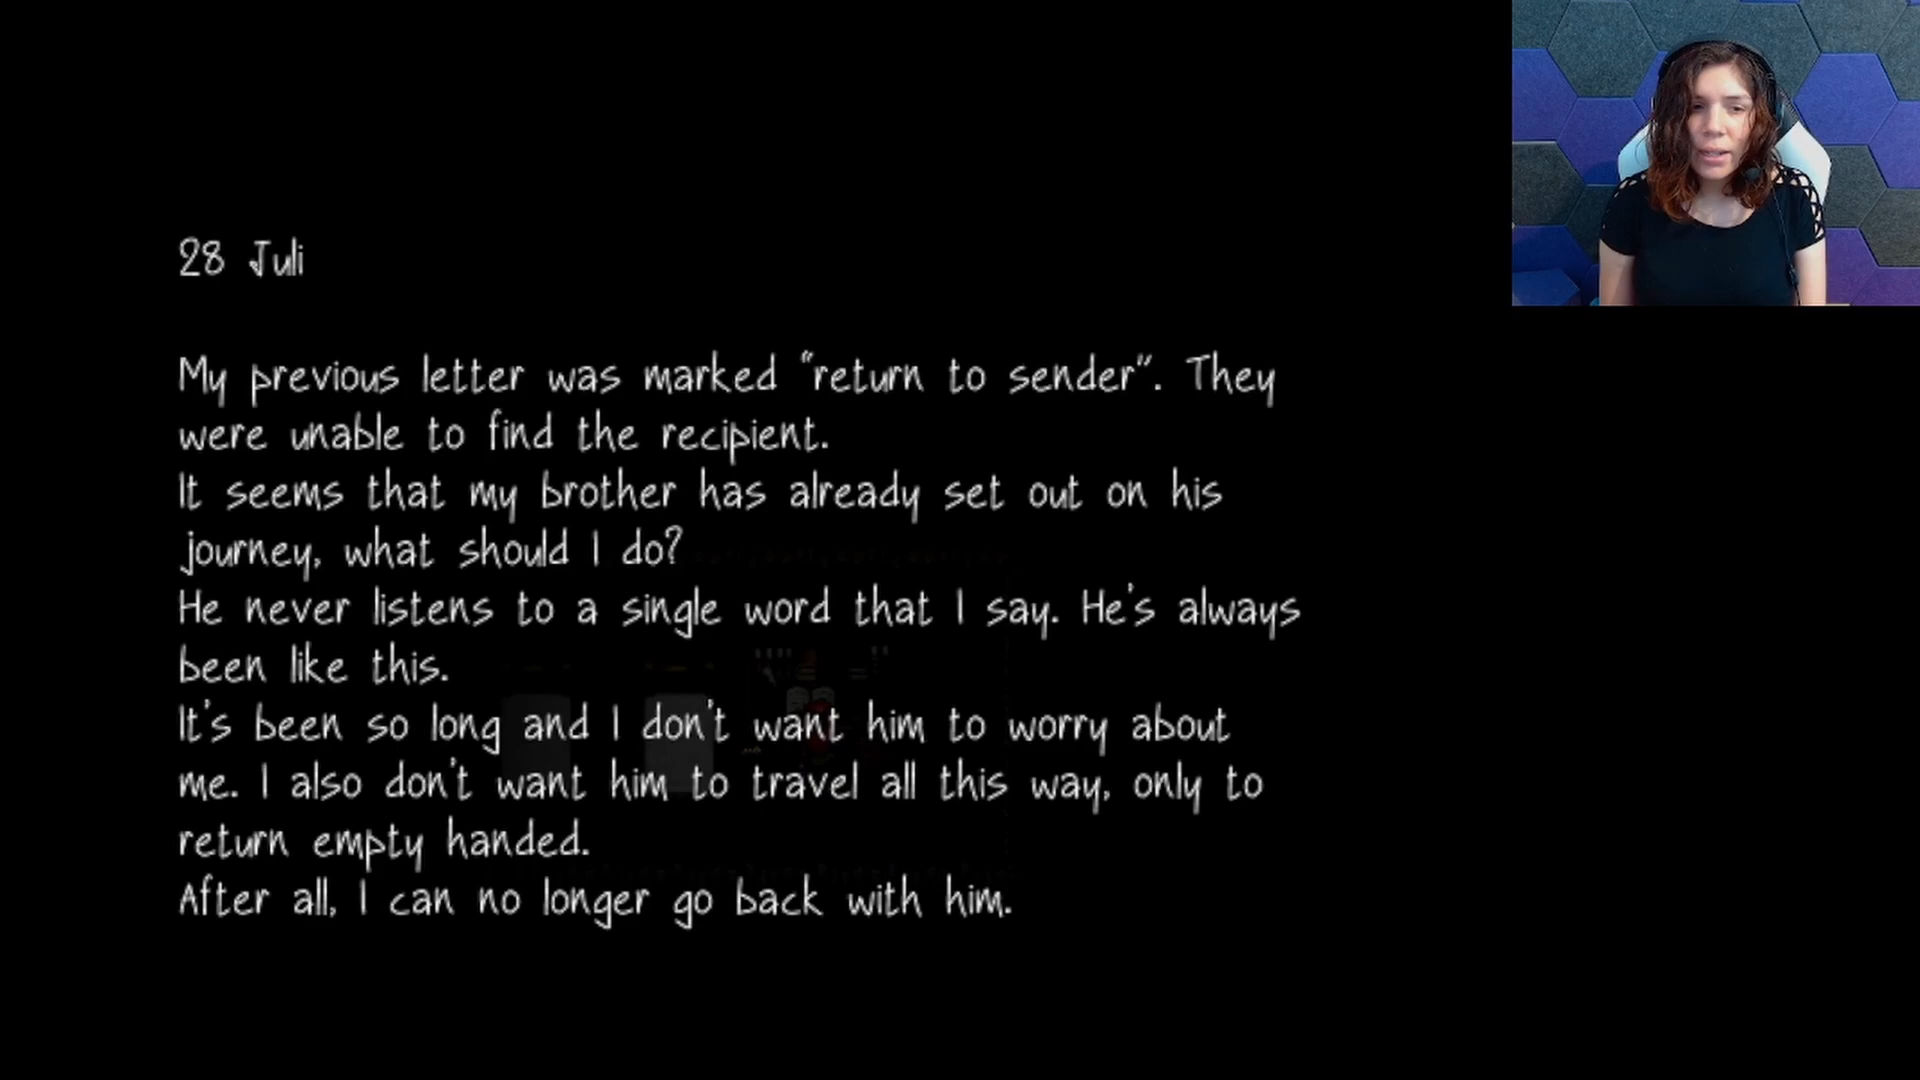 28 Juli
My previous letter was marked "return to sender". They
were unable to find the recipient.
It seems that my brother has already set out on his
journey, what should I do?
He never listens to a single word that I say. He's always
been like this.
It's been so long and I don't want him to worry about
me. I also don't want him to travel all this way, only to
return empty handed.
After all, I can no longer go back with him.